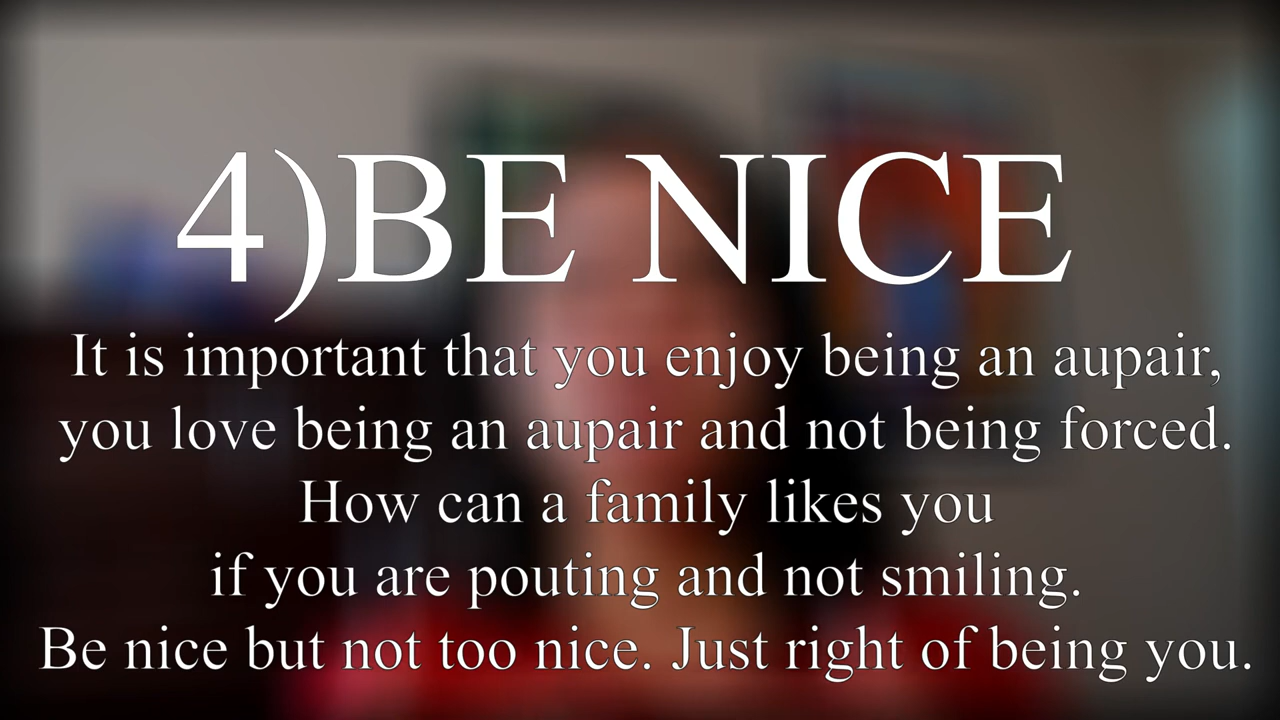 4)BE NICE
It is important that you enjoy being an aupair,
you love being an aupair and not being forced.
How can a family likes you
if you are pouting and not smiling.
Be nice but not too nice. Just right of being you.